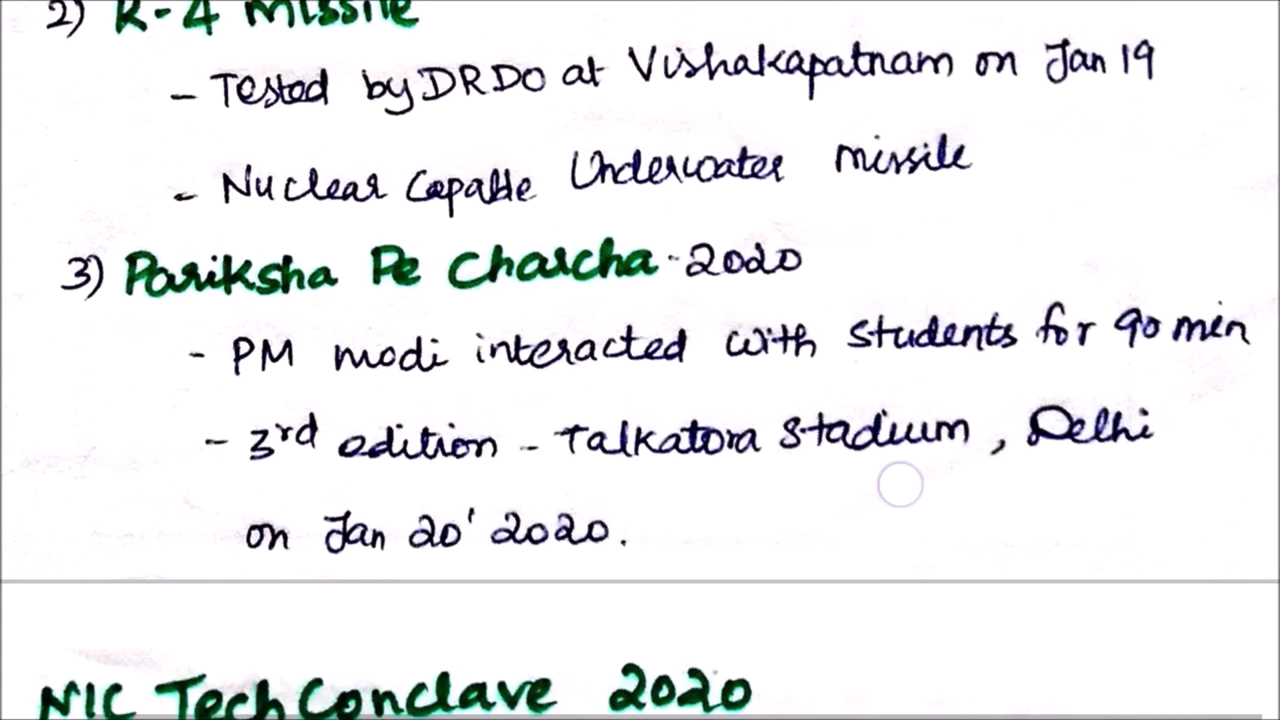 2) K-4 Missile
- Tested by DRDO at Vishakapatnam on Jan 19
- Nuclear Capable Underwater missile
3) Pariksha Pe Charcha - 2020
- PM modi interacted with students for 90 min
- 3rd edition - Talkatora Stadium, Delhi
on Jan 20' 2020.
NIC Tech Conclave 2020